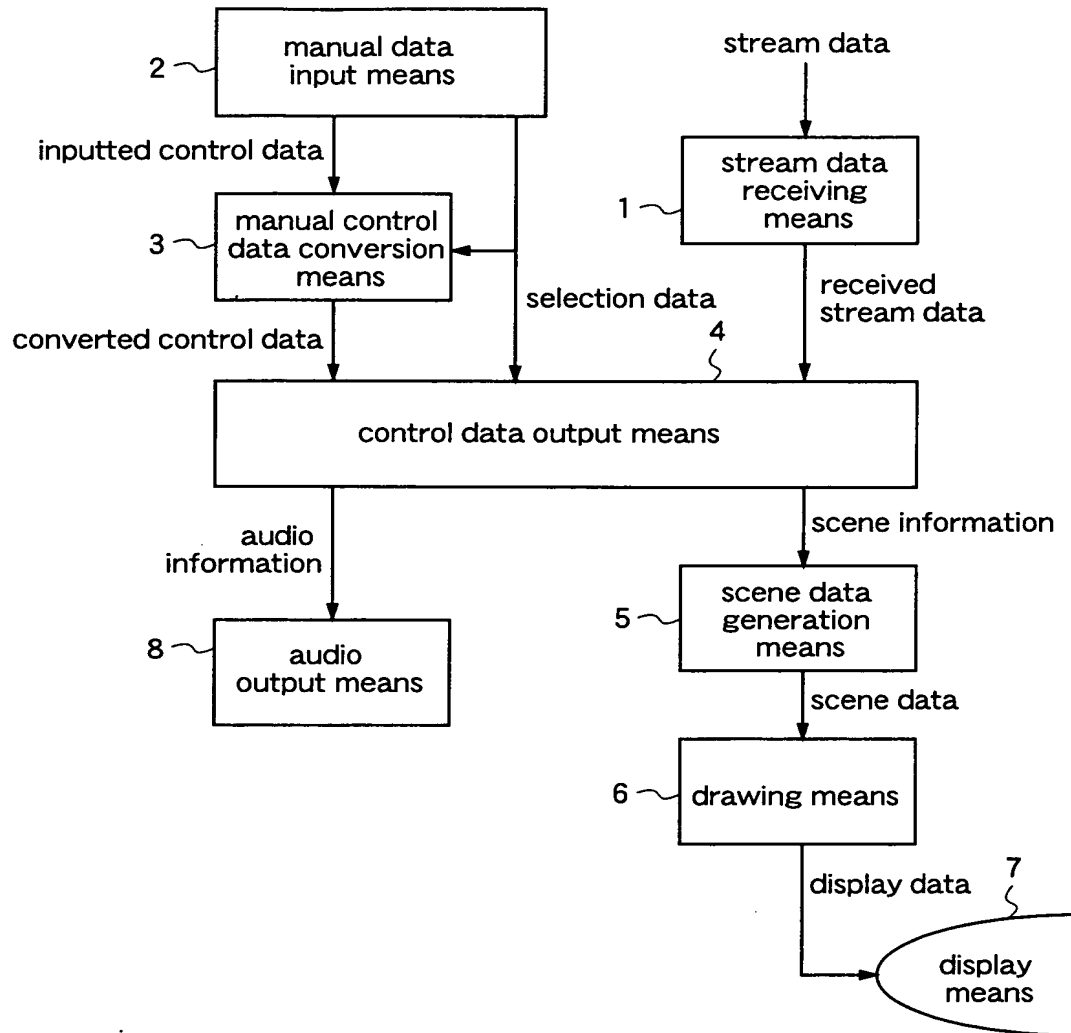 manual data
input means
2
stream data
inputted control data
stream data
receiving
means
1
manual control
data conversion
means
3
selection data
received
stream data
converted control data
4
control data output means
audio
information
scene information
scene data
generation
means
5
audio
output means
8
scene data
drawing means
6
display data
7
display
means